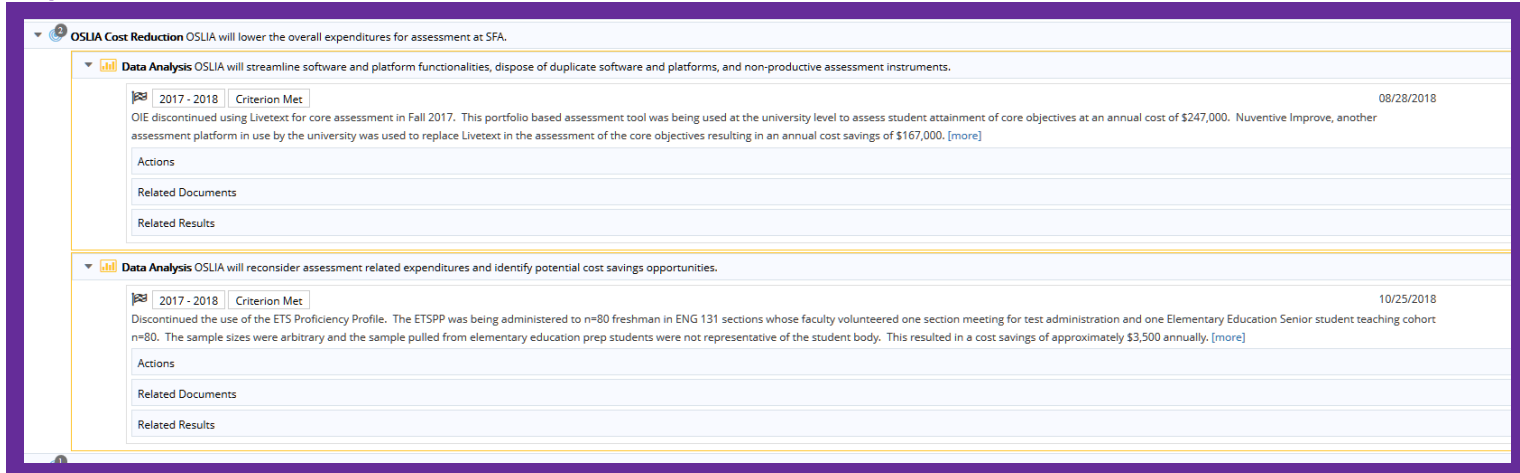 2
OSLIA Cost Reduction OSLIA will lower the overall expenditures for assessment at SFA.
Data Analysis OSLIA will streamline software and platform functionalities, dispose of duplicate software and platforms, and non-productive assessment instruments.
2017 - 2018 Criterion Met 08/28/2018
OIE discontinued using Livetext for core assessment in Fall 2017. This portfolio based assessment tool was being used at the university level to assess student attainment of core objectives at an annual cost of $247,000. Nuventive Improve, another
assessment platform in use by the university was used to replace Livetext in the assessment of the core objectives resulting in an annual cost savings of $167,000. [more]
Actions
Related Documents
Related Results
Data Analysis OSLIA will reconsider assessment related expenditures and identify potential cost savings opportunities.
2017 - 2018 Criterion Met 10/25/2018
Discontinued the use of the ETS Proficiency Profile. The ETSPP was being administered to n=80 freshman in ENG 131 sections whose faculty volunteered one section meeting for test administration and one Elementary Education Senior student teaching cohort
n=80. The sample sizes were arbitrary and the sample pulled from elementary education prep students were not representative of the student body. This resulted in a cost savings of approximately $3,500 annually. [more]
Actions
Related Documents
Related Results
1